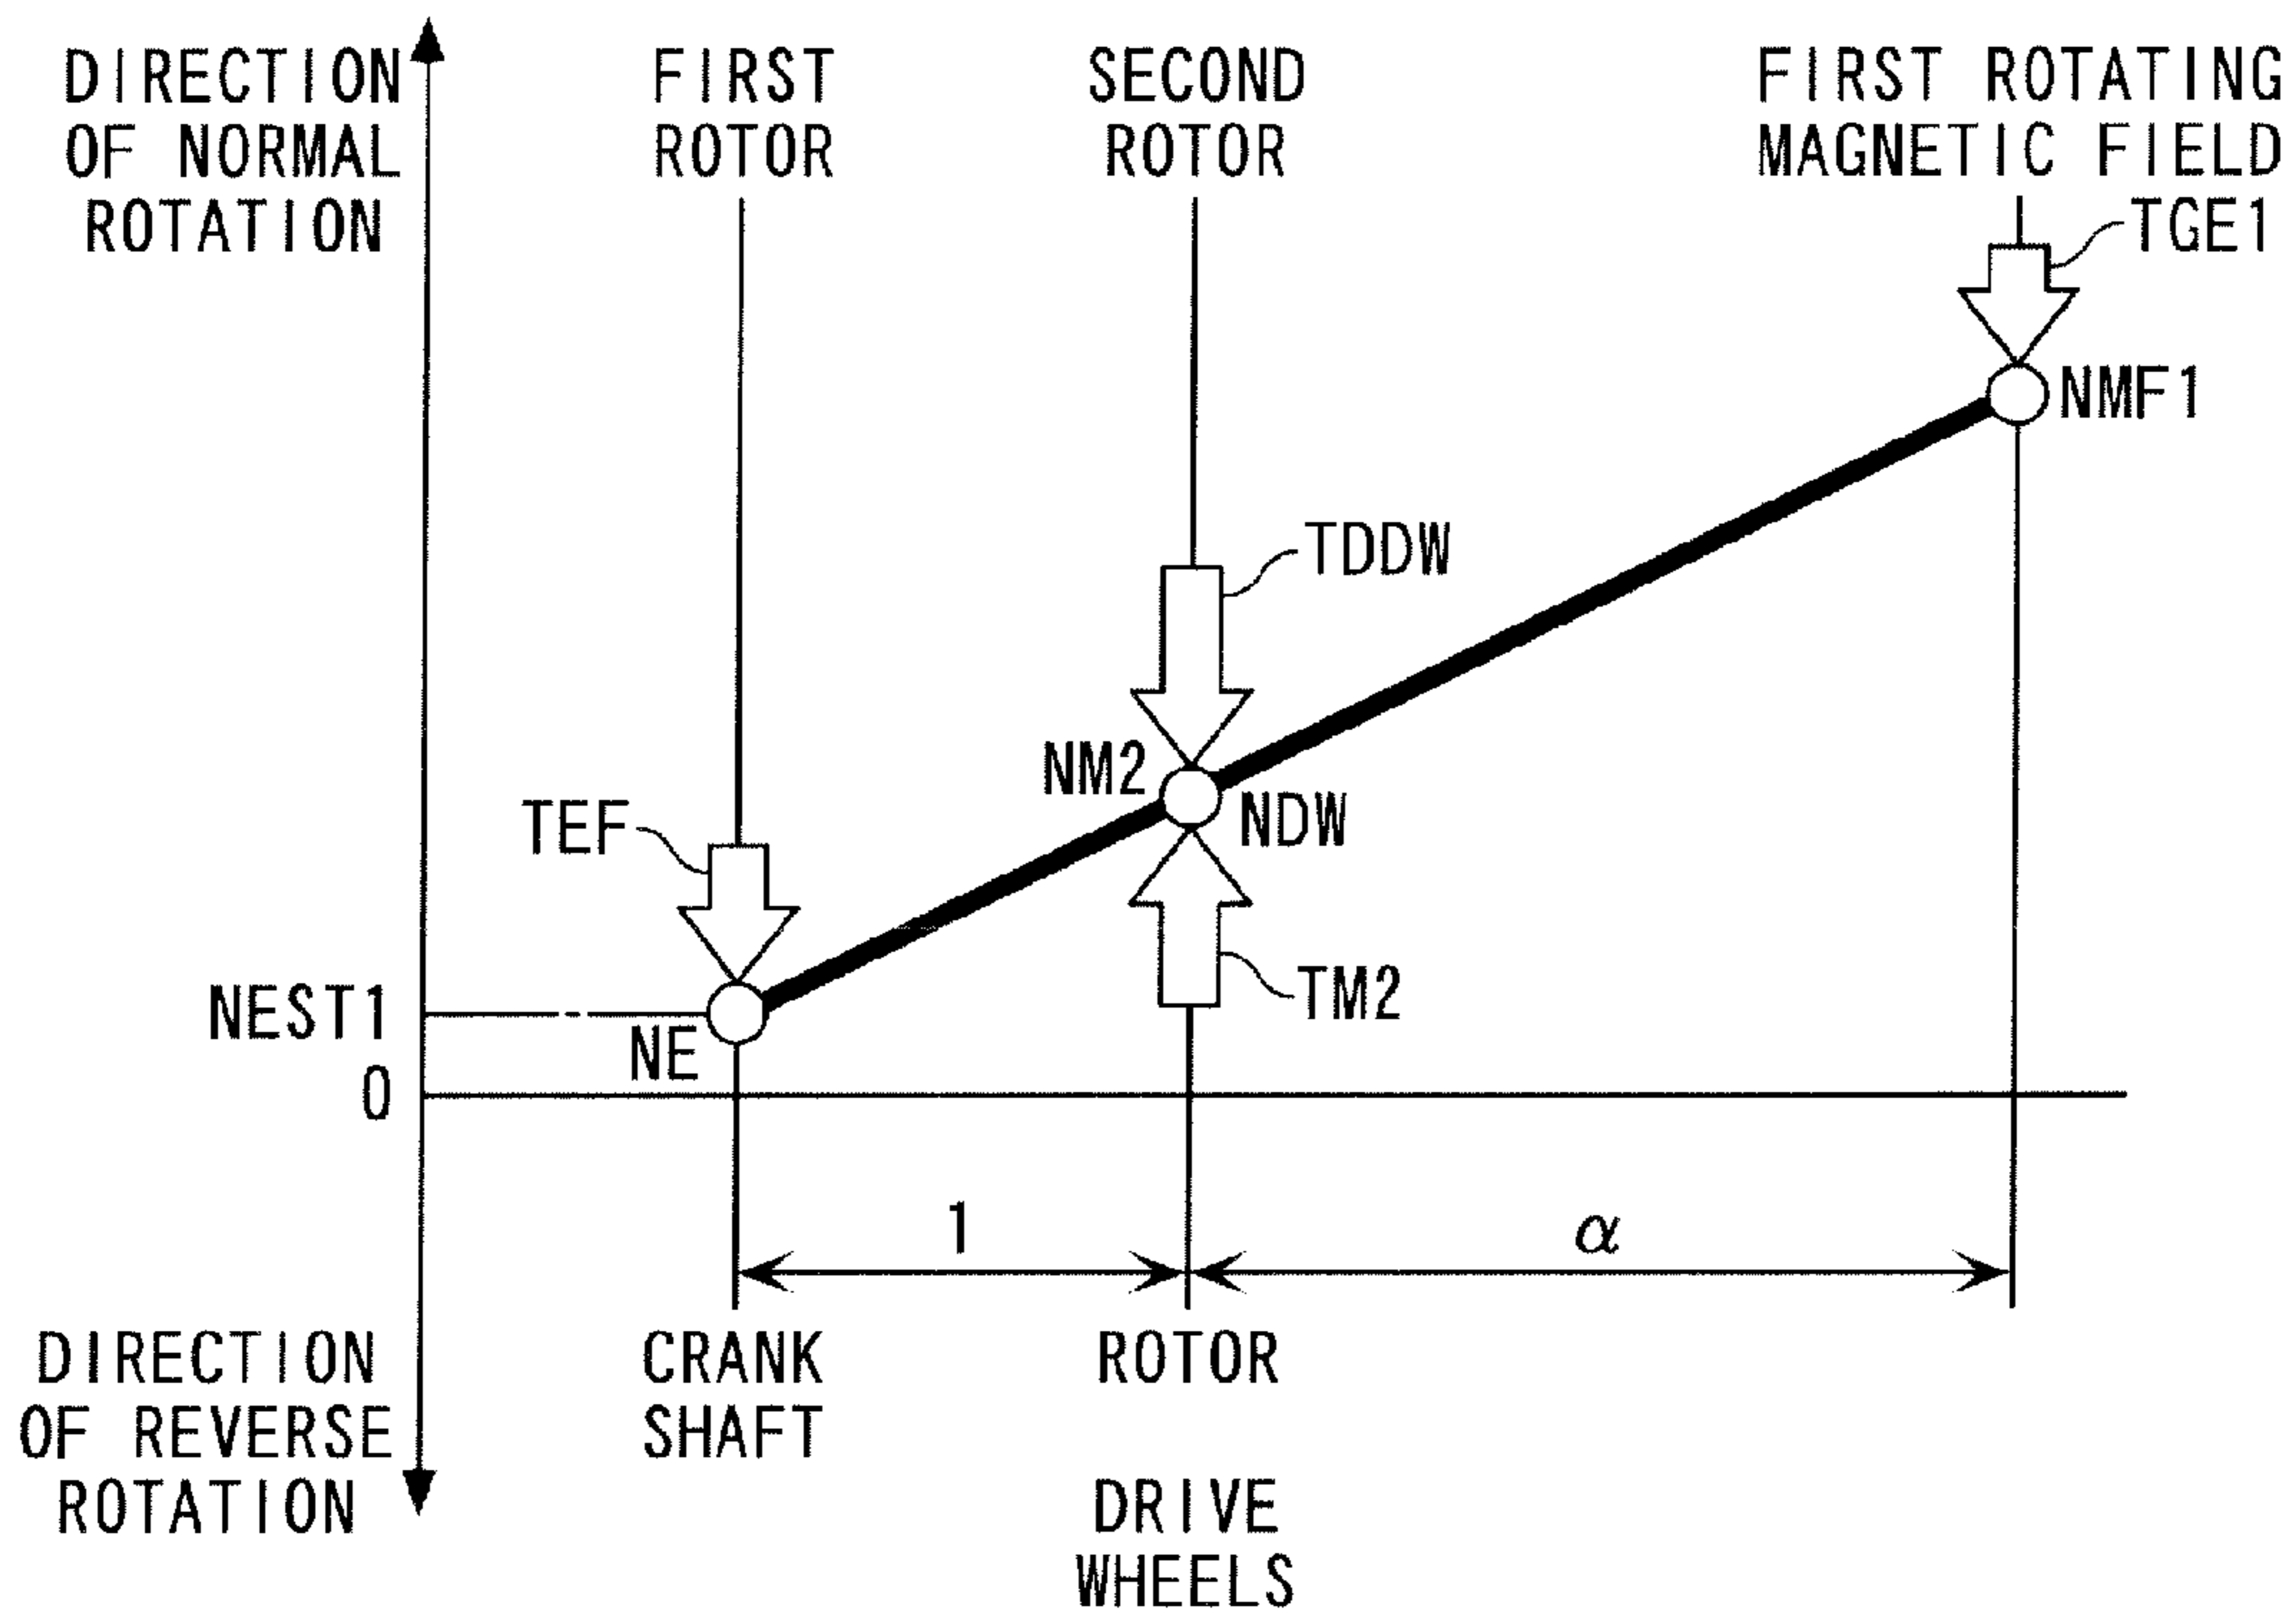 DIRECTION
OF NORMAL
ROTATION
FIRST
ROTOR
SECOND
ROTOR
FIRST ROTATING
MAGNETIC FIELD
TGE1
NMF1
TDDW
NM2
NDW
TEF
TM2
NEST1
NE
0
1
α
DIRECTION
OF REVERSE
ROTATION
CRANK
SHAFT
ROTOR
DRIVE
WHEELS